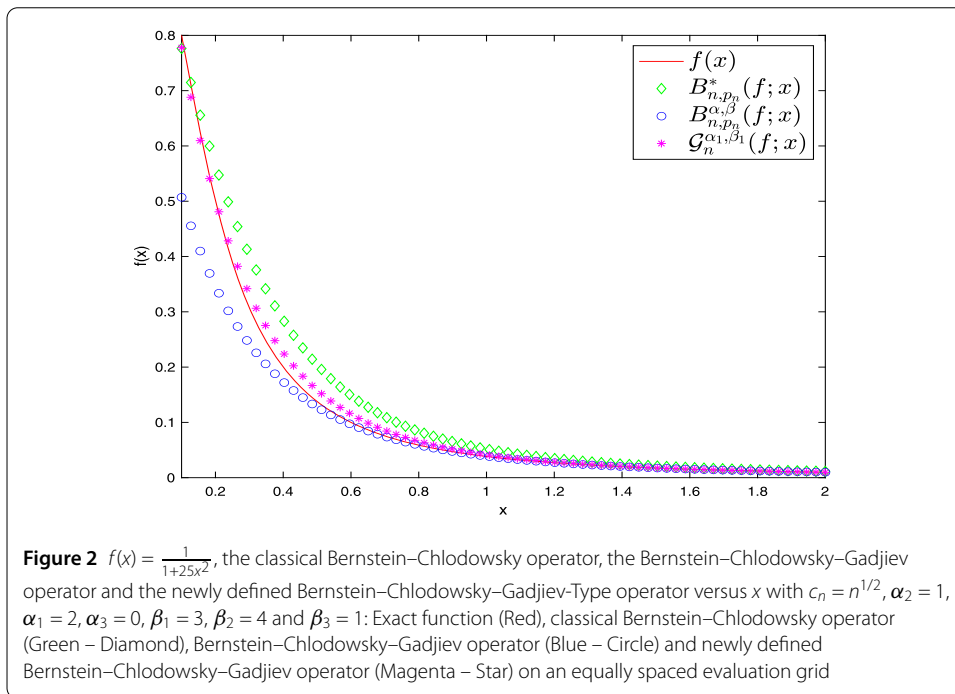 0.8
0.7
0.6
0.5
0.4
0.3
0.2
0.1
0
f(x)
0.2 0.4 0.6 0.8 1 1.2 1.4 1.6 1.8 2
x
f(x)
B*n,pn(f; x)
Bα,βn,pn(f; x)
𝒢α1,β1n(f; x)
Figure 2 f(x) = 1/(1+25x²), the classical Bernstein–Chlodowsky operator, the Bernstein–Chlodowsky–Gadjiev
operator and the newly defined Bernstein–Chlodowsky–Gadjiev-Type operator versus x with cn = n1/2, α2 = 1,
α1 = 2, α3 = 0, β1 = 3, β2 = 4 and β3 = 1: Exact function (Red), classical Bernstein–Chlodowsky operator
(Green – Diamond), Bernstein–Chlodowsky–Gadjiev operator (Blue – Circle) and newly defined
Bernstein–Chlodowsky–Gadjiev operator (Magenta – Star) on an equally spaced evaluation grid